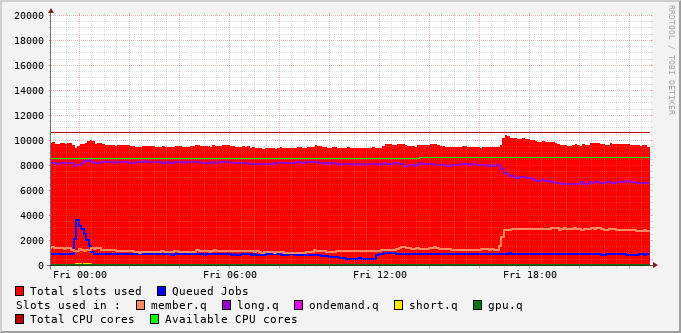 20000
18000
16000
14000
12000
10000
8000
6000
4000
2000
0
Fri 00:00 Fri 06:00 Fri 12:00 Fri 18:00
Total slots used Queued Jobs
Slots used in : member.q long.q ondemand.q short.q gpu.q
Total CPU cores Available CPU cores
RRDTOOL / TOBI OETIKER